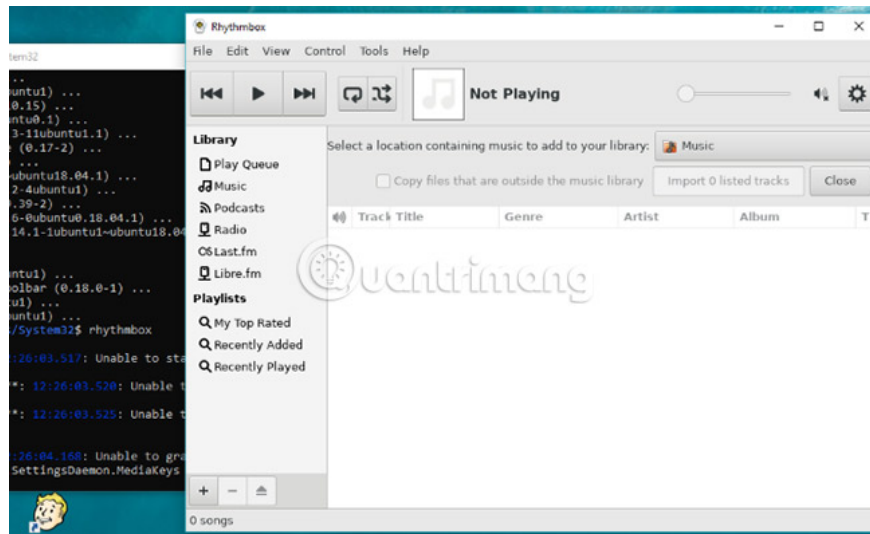 Rhythmbox
File Edit View Control Tools Help
Not Playing
Library
Play Queue
Music
Podcasts
Radio
Last.fm
Libre.fm
Playlists
My Top Rated
Recently Added
Recently Played
Select a location containing music to add to your library: Music
Copy files that are outside the music library Import 0 listed tracks Close
Track Title Genre Artist Album T
0 songs
Quantrimang
tem32
..
untu1) ...
0.15) ...
ntu0.1) ...
3-11ubuntu1.1) ...
(0.17-2) ...
...
ubuntu18.04.1) ...
2-4ubuntu1) ...
.39-2) ...
6-0ubuntu0.18.04.1) ...
14.1-1ubuntu1~ubuntu18.04
ntu1) ...
olbar (0.18.0-1) ...
u1) ...
untu1) ...
/System32$ rhythmbox
:26:03.517: Unable to sta
**: 12:26:03.520: Unable t
**: 12:26:03.525: Unable t
:26:04.168: Unable to gra
SettingsDaemon.MediaKeys